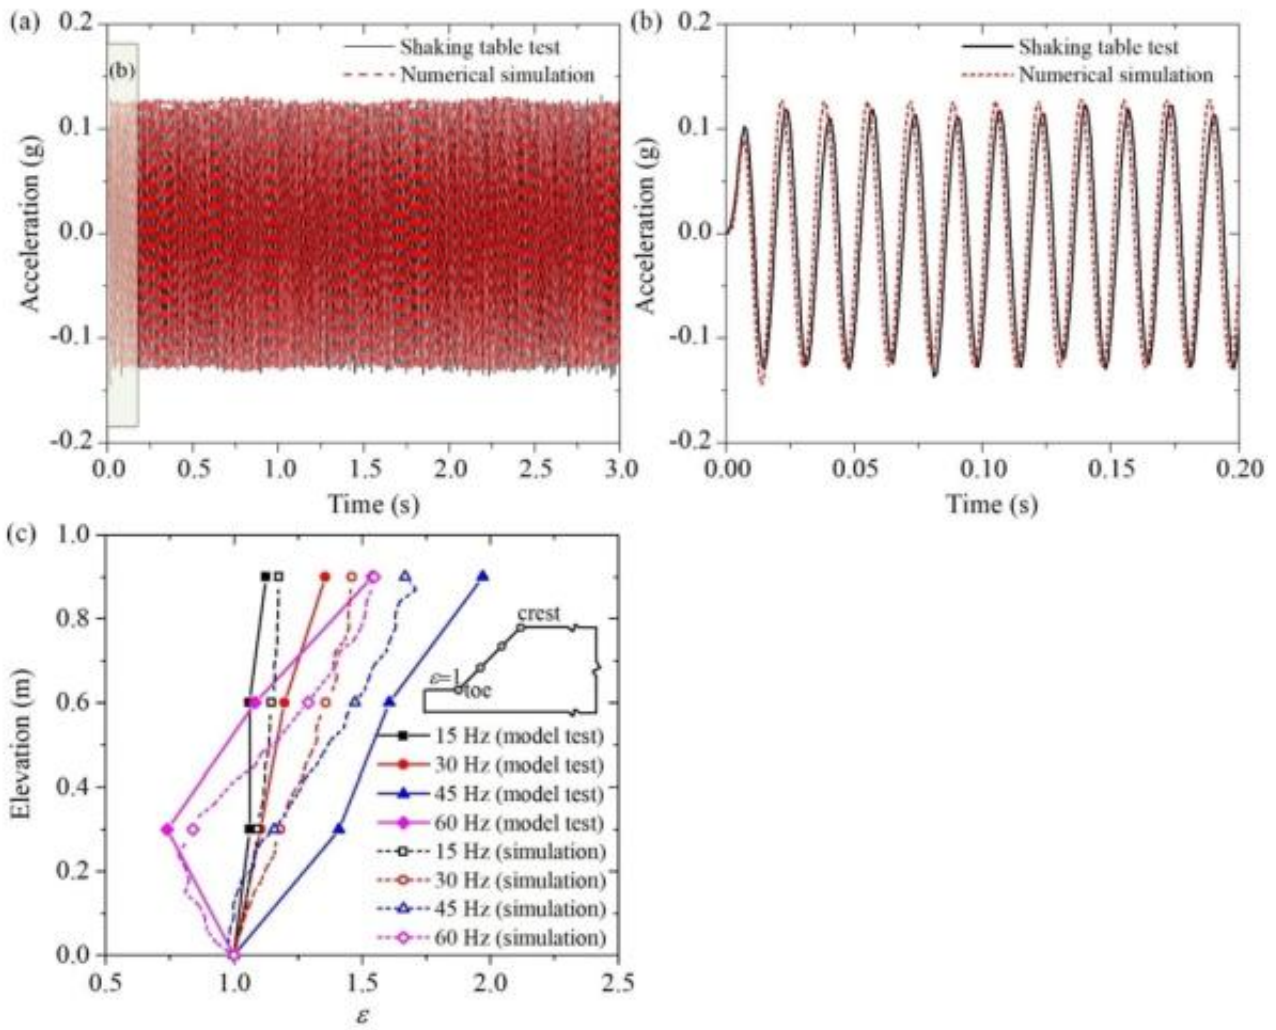 (a)
0.2
0.1
0.0
-0.1
-0.2
Acceleration (g)
(b)
Shaking table test
Numerical simulation
0.0 0.5 1.0 1.5 2.0 2.5 3.0
Time (s)
(b)
0.2
0.1
0.0
-0.1
-0.2
Acceleration (g)
Shaking table test
Numerical simulation
0.00 0.05 0.10 0.15 0.20
Time (s)
(c)
1.0
0.8
0.6
0.4
0.2
0.0
Elevation (m)
crest
ε=1
toe
15 Hz (model test)
30 Hz (model test)
45 Hz (model test)
60 Hz (model test)
15 Hz (simulation)
30 Hz (simulation)
45 Hz (simulation)
60 Hz (simulation)
0.5 1.0 1.5 2.0 2.5
ε